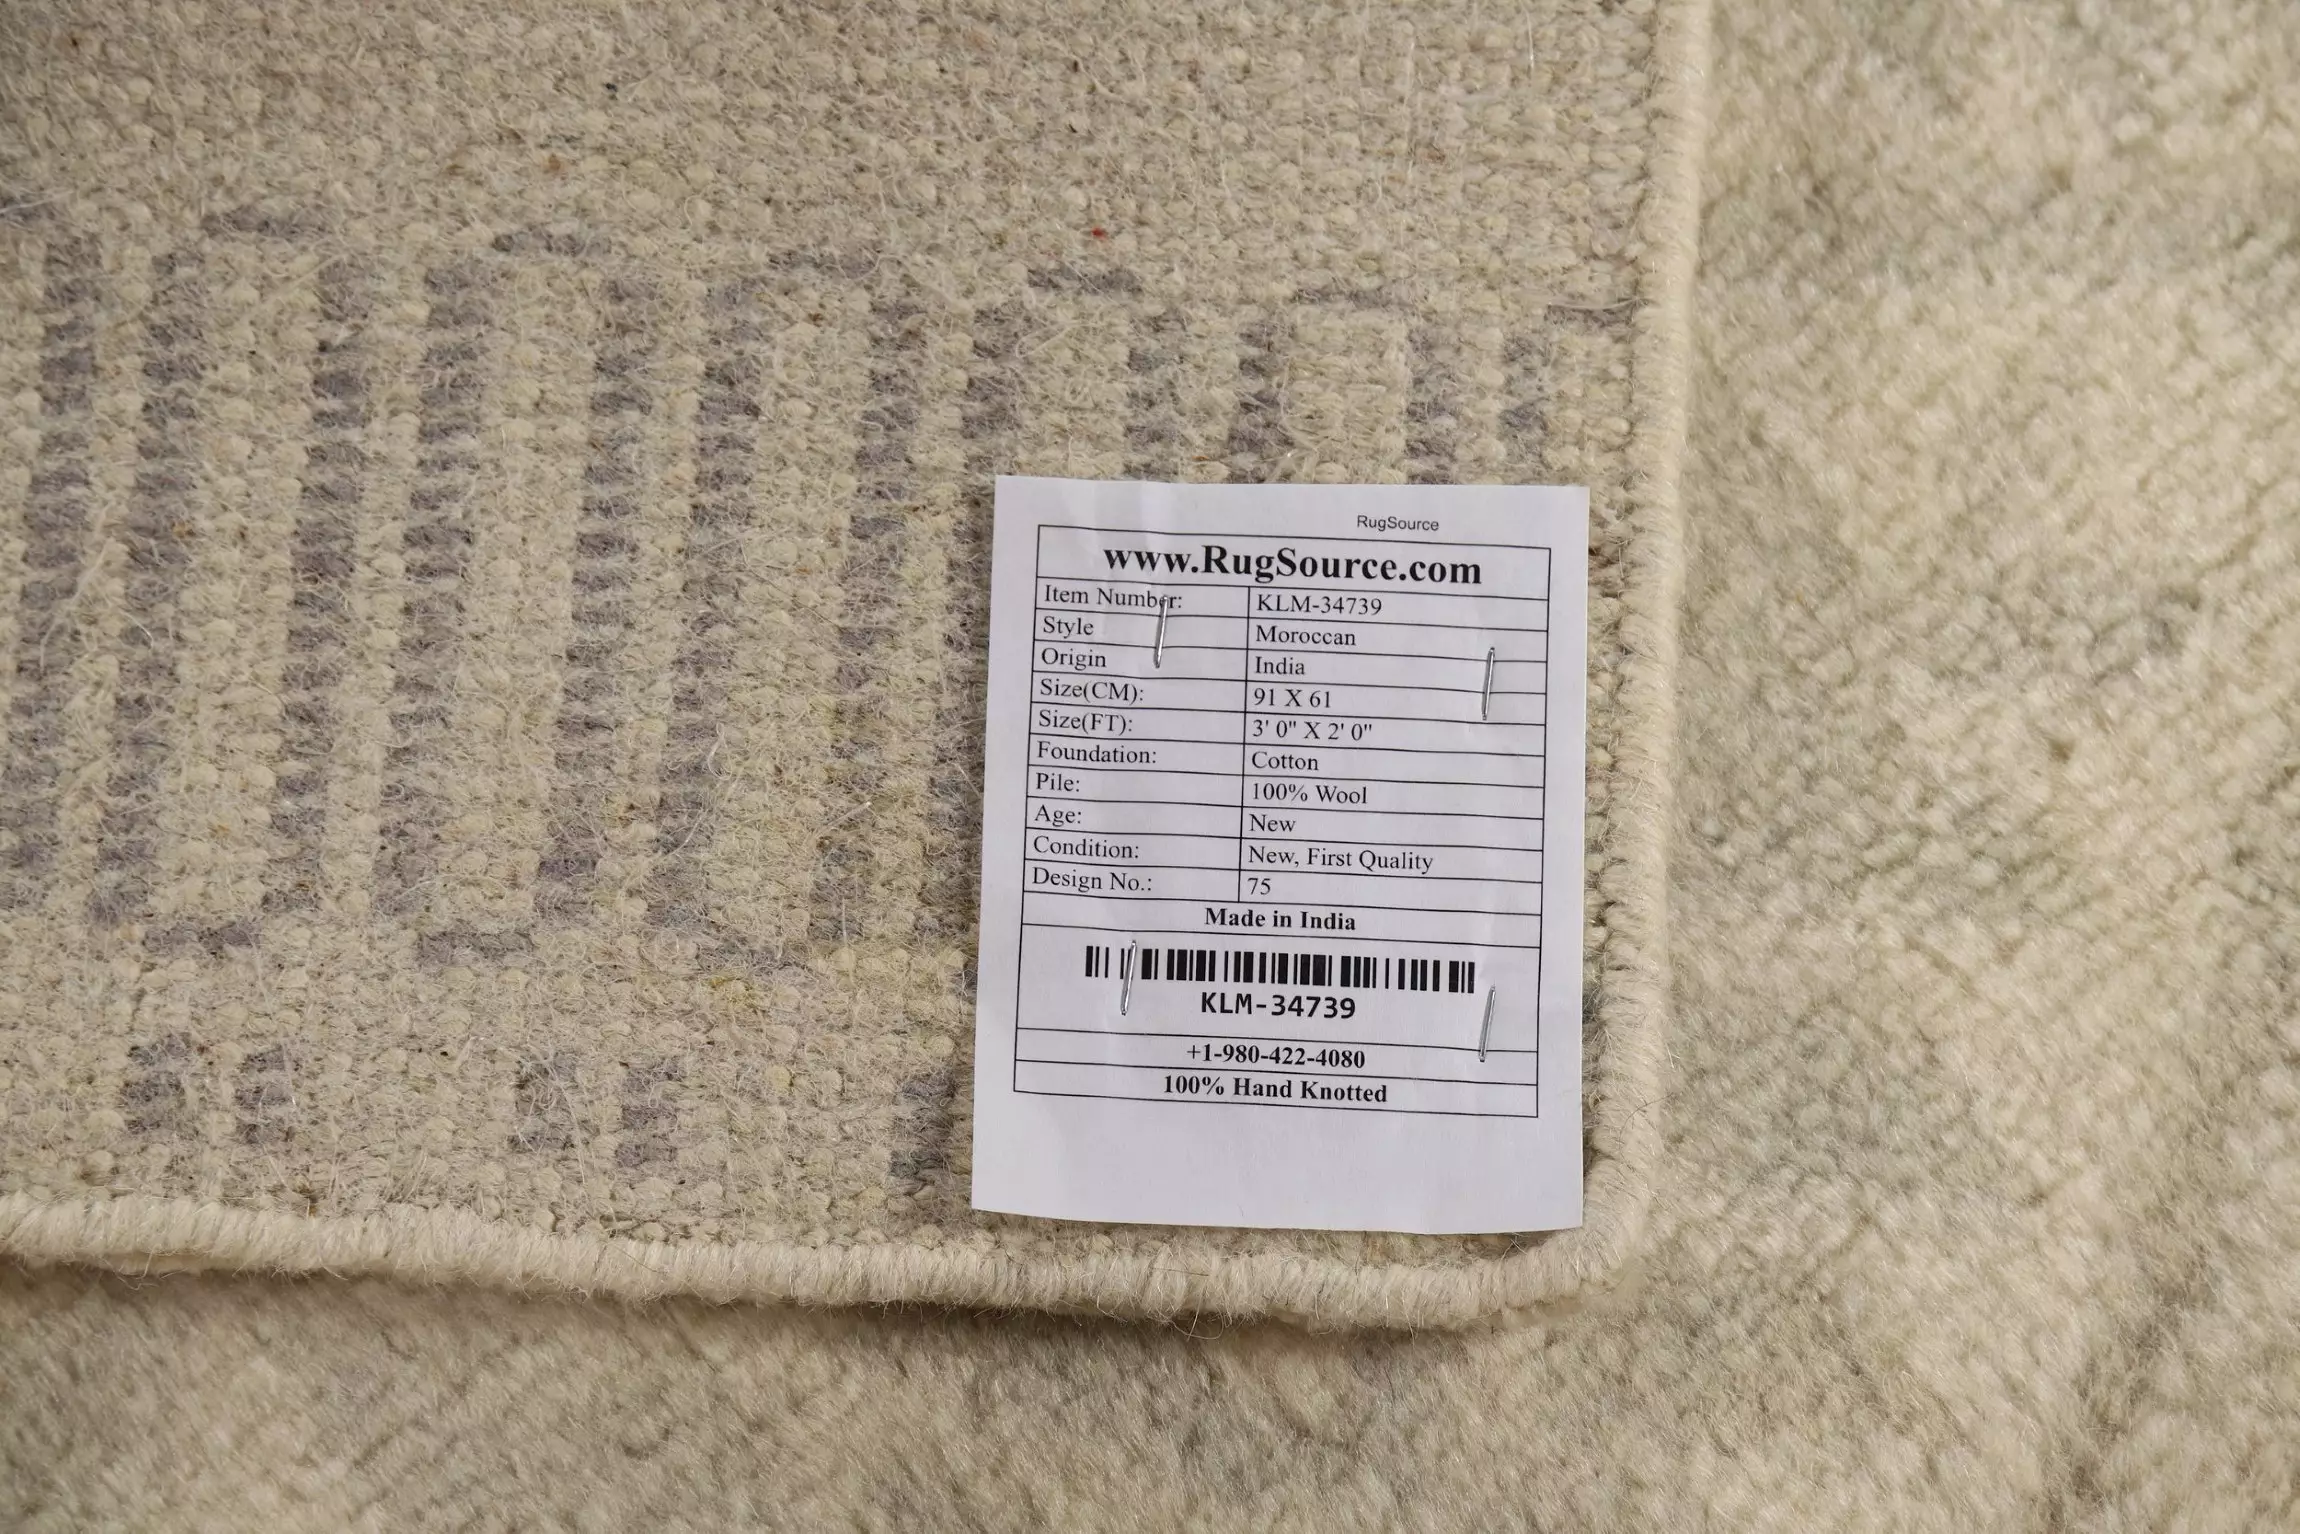 RugSource
www.RugSource.com
Item Number: KLM-34739
Style Moroccan
Origin India
Size(CM): 91 X 61
Size(FT): 3' 0" X 2' 0"
Foundation: Cotton
Pile: 100% Wool
Age: New
Condition: New, First Quality
Design No.: 75
Made in India
KLM-34739
+1-980-422-4080
100% Hand Knotted